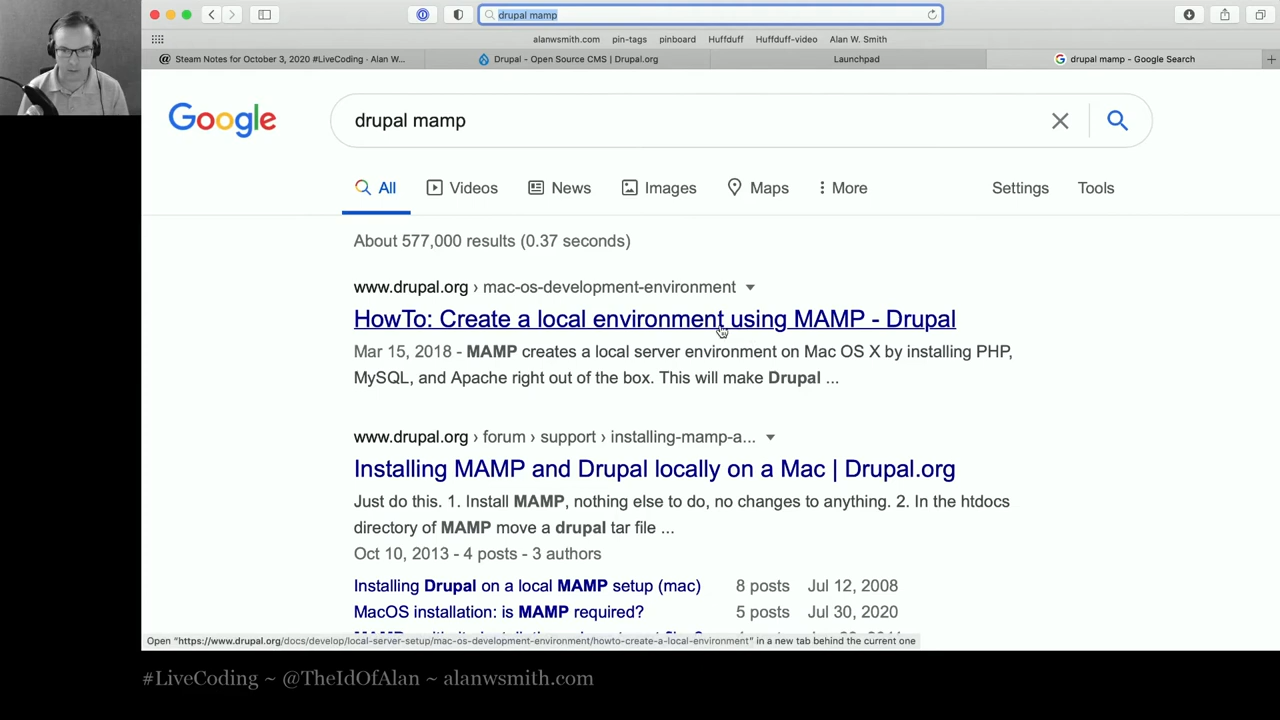 drupal mamp
alanwsmith.com pin-tags pinboard Huffduff Huffduff-video Alan W. Smith
@ Steam Notes for October 3, 2020 #LiveCoding · Alan W...
Drupal - Open Source CMS | Drupal.org
Launchpad
drupal mamp - Google Search
Google
drupal mamp
All Videos News Images Maps More Settings Tools
About 577,000 results (0.37 seconds)
www.drupal.org › mac-os-development-environment
HowTo: Create a local environment using MAMP - Drupal
Mar 15, 2018 - MAMP creates a local server environment on Mac OS X by installing PHP,
MySQL, and Apache right out of the box. This will make Drupal ...
www.drupal.org › forum › support › installing-mamp-a...
Installing MAMP and Drupal locally on a Mac | Drupal.org
Just do this. 1. Install MAMP, nothing else to do, no changes to anything. 2. In the htdocs
directory of MAMP move a drupal tar file ...
Oct 10, 2013 - 4 posts - 3 authors
Installing Drupal on a local MAMP setup (mac) 8 posts Jul 12, 2008
MacOS installation: is MAMP required? 5 posts Jul 30, 2020
Open "https://www.drupal.org/docs/develop/local-server-setup/mac-os-development-environment/howto-create-a-local-environment" in a new tab behind the current one
#LiveCoding ~ @TheIdOfAlan ~ alanwsmith.com